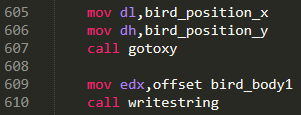 605 mov dl,bird_position_x
606 mov dh,bird_position_y
607 call gotoxy
608
609 mov edx,offset bird_body1
610 call writestring